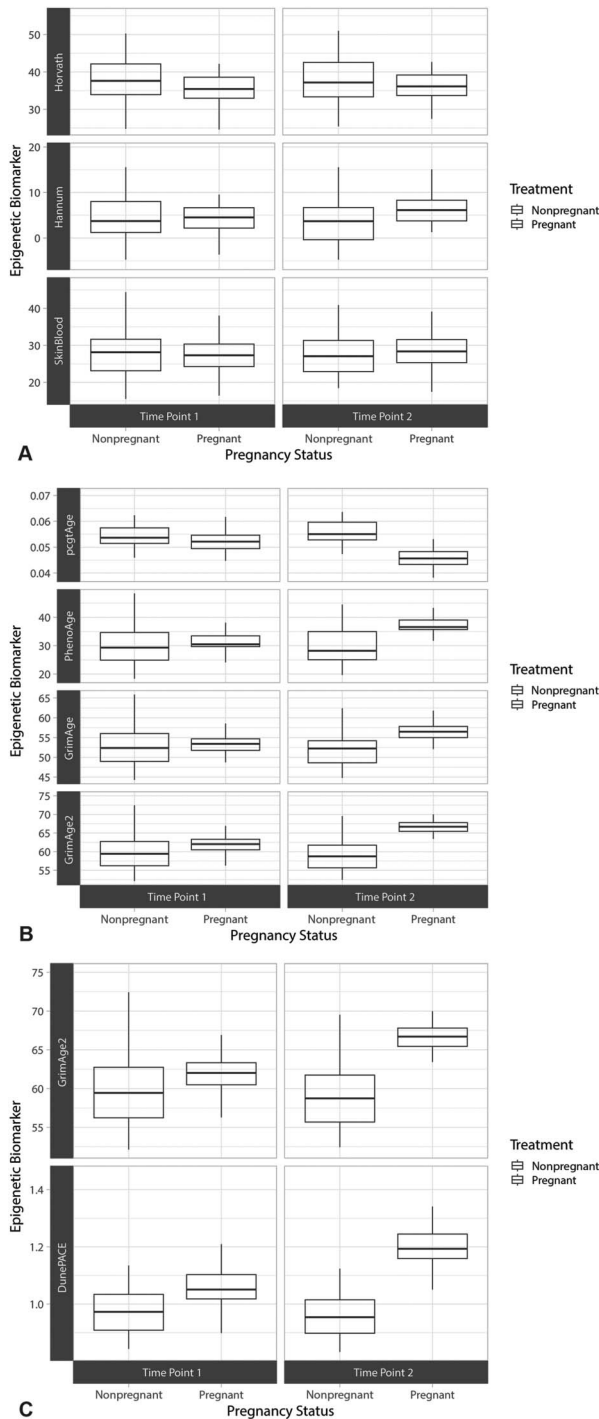 50
40
30
Horvath
20
10
0
Hannum
40
30
20
SkinBlood
Epigenetic Biomarker
Time Point 1
Time Point 2
Nonpregnant
Pregnant
Nonpregnant
Pregnant
Pregnancy Status
Treatment
Nonpregnant
Pregnant
A
0.07
0.06
0.05
0.04
pcgtAge
40
30
20
PhenoAge
65
60
55
50
45
GrimAge
75
70
65
60
55
GrimAge2
Epigenetic Biomarker
Time Point 1
Time Point 2
Nonpregnant
Pregnant
Nonpregnant
Pregnant
Pregnancy Status
Treatment
Nonpregnant
Pregnant
B
75
70
65
60
55
GrimAge2
1.4
1.2
1.0
DunePACE
Epigenetic Biomarker
Time Point 1
Time Point 2
Nonpregnant
Pregnant
Nonpregnant
Pregnant
Pregnancy Status
Treatment
Nonpregnant
Pregnant
C